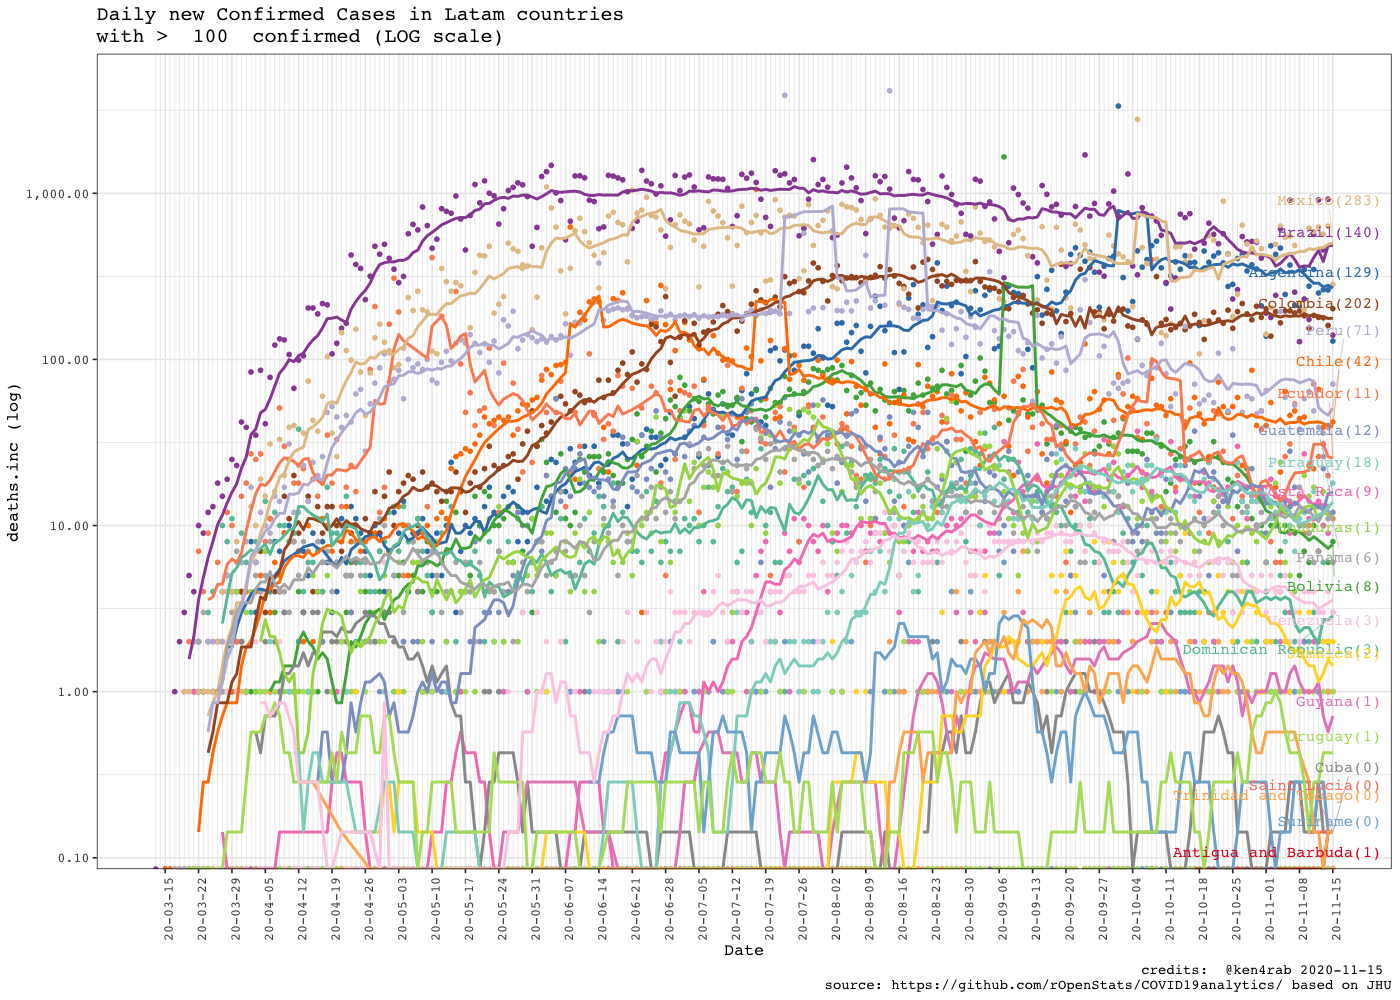 Daily new Confirmed Cases in Latam countries
with >  100  confirmed (LOG scale)
deaths.inc (log)
1,000.00
100.00
10.00
1.00
0.10
Mexico(283)
Brazil(140)
Argentina(129)
Colombia(202)
Peru(71)
Chile(42)
Ecuador(11)
Guatemala(12)
Paraguay(18)
Costa Rica(9)
Honduras(1)
Panama(6)
Bolivia(8)
Venezuela(3)
Dominican Republic(3)
Jamaica(2)
Guyana(1)
Uruguay(1)
Cuba(0)
Saint Lucia(0)
Trinidad and Tobago(0)
Suriname(0)
Antigua and Barbuda(1)
20-03-15
20-03-22
20-03-29
20-04-05
20-04-12
20-04-19
20-04-26
20-05-03
20-05-10
20-05-17
20-05-24
20-05-31
20-06-07
20-06-14
20-06-21
20-06-28
20-07-05
20-07-12
20-07-19
20-07-26
20-08-02
20-08-09
20-08-16
20-08-23
20-08-30
20-09-06
20-09-13
20-09-20
20-09-27
20-10-04
20-10-11
20-10-18
20-10-25
20-11-01
20-11-08
20-11-15
Date
credits:  @ken4rab 2020-11-15
source: https://github.com/rOpenStats/COVID19analytics/ based on JHU